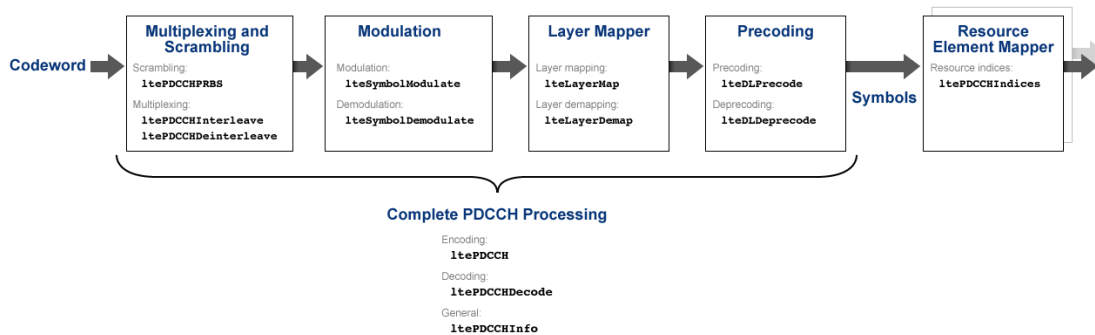 Codeword
Multiplexing and
Scrambling
Scrambling:
ltePDCCHPRBS
Multiplexing:
ltePDCCHInterleave
ltePDCCHDeinterleave
Modulation
Modulation:
lteSymbolModulate
Demodulation:
lteSymbolDemodulate
Layer Mapper
Layer mapping:
lteLayerMap
Layer demapping:
lteLayerDemap
Precoding
Precoding:
lteDLPrecode
Deprecoding:
lteDLDeprecode
Symbols
Resource
Element Mapper
Resource indices:
ltePDCCHIndices
Complete PDCCH Processing
Encoding:
ltePDCCH
Decoding:
ltePDCCHDecode
General:
ltePDCCHInfo